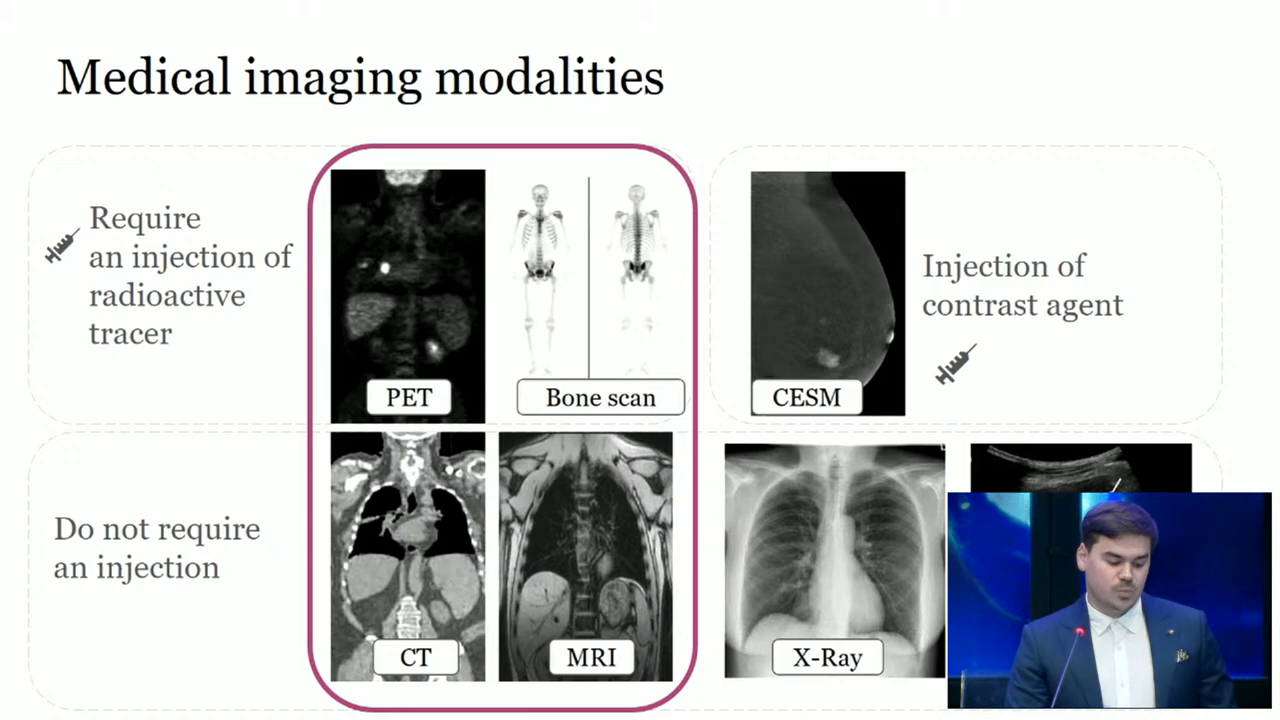 Medical imaging modalities
Require
an injection of
radioactive
tracer
PET
Bone scan
CESM
Injection of
contrast agent
Do not require
an injection
CT
MRI
X-Ray